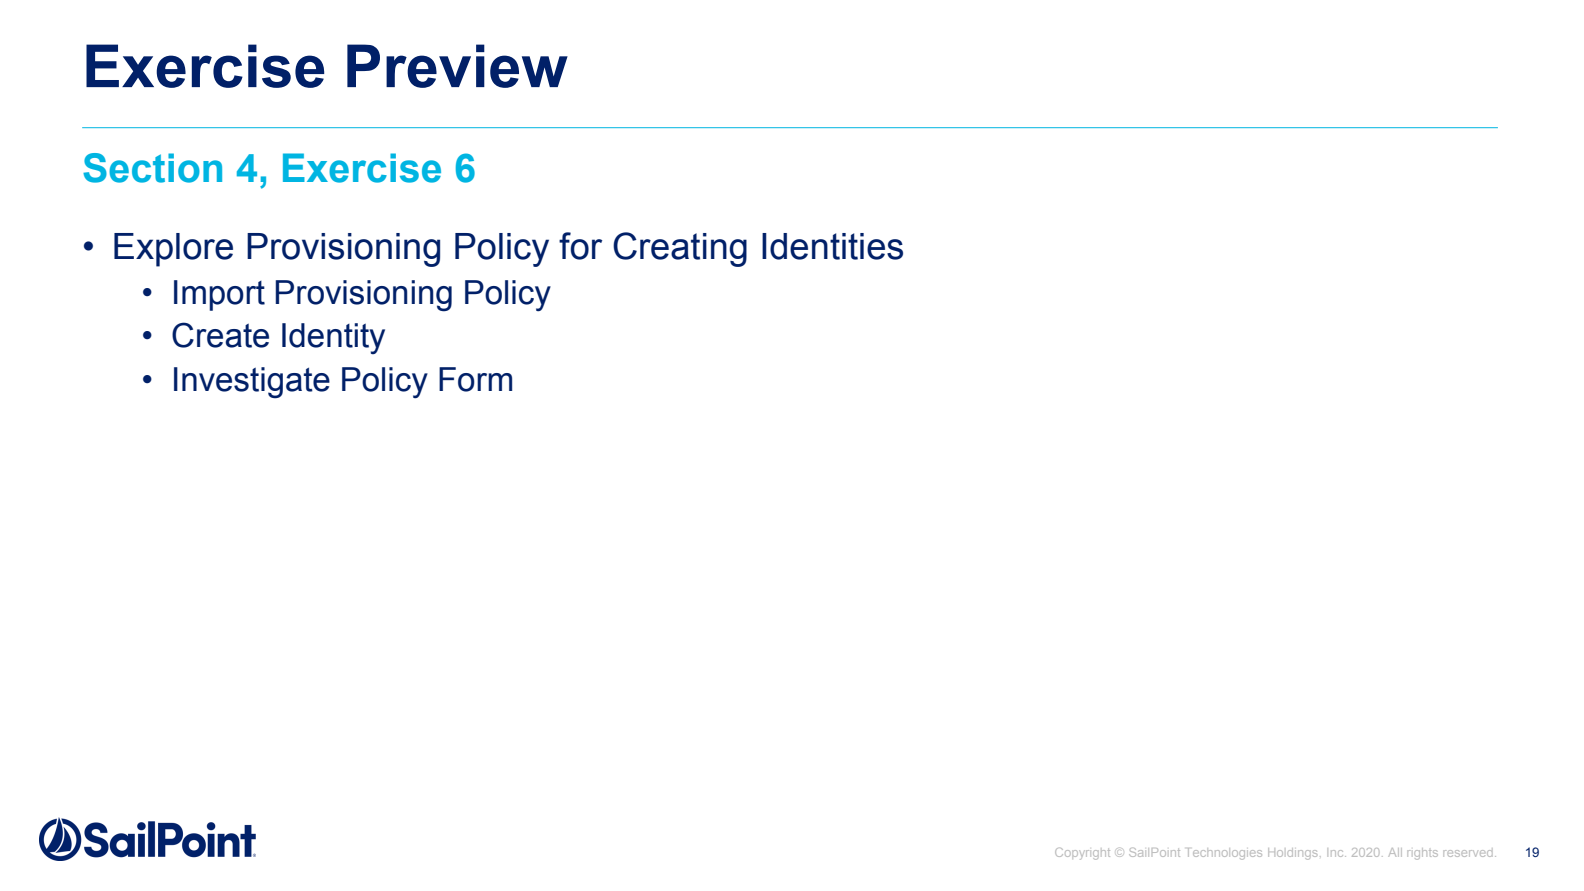 Exercise Preview
Section 4, Exercise 6
• Explore Provisioning Policy for Creating Identities
• Import Provisioning Policy
• Create Identity
• Investigate Policy Form
SailPoint
Copyright © SailPoint Technologies Holdings, Inc. 2020. All rights reserved. 19